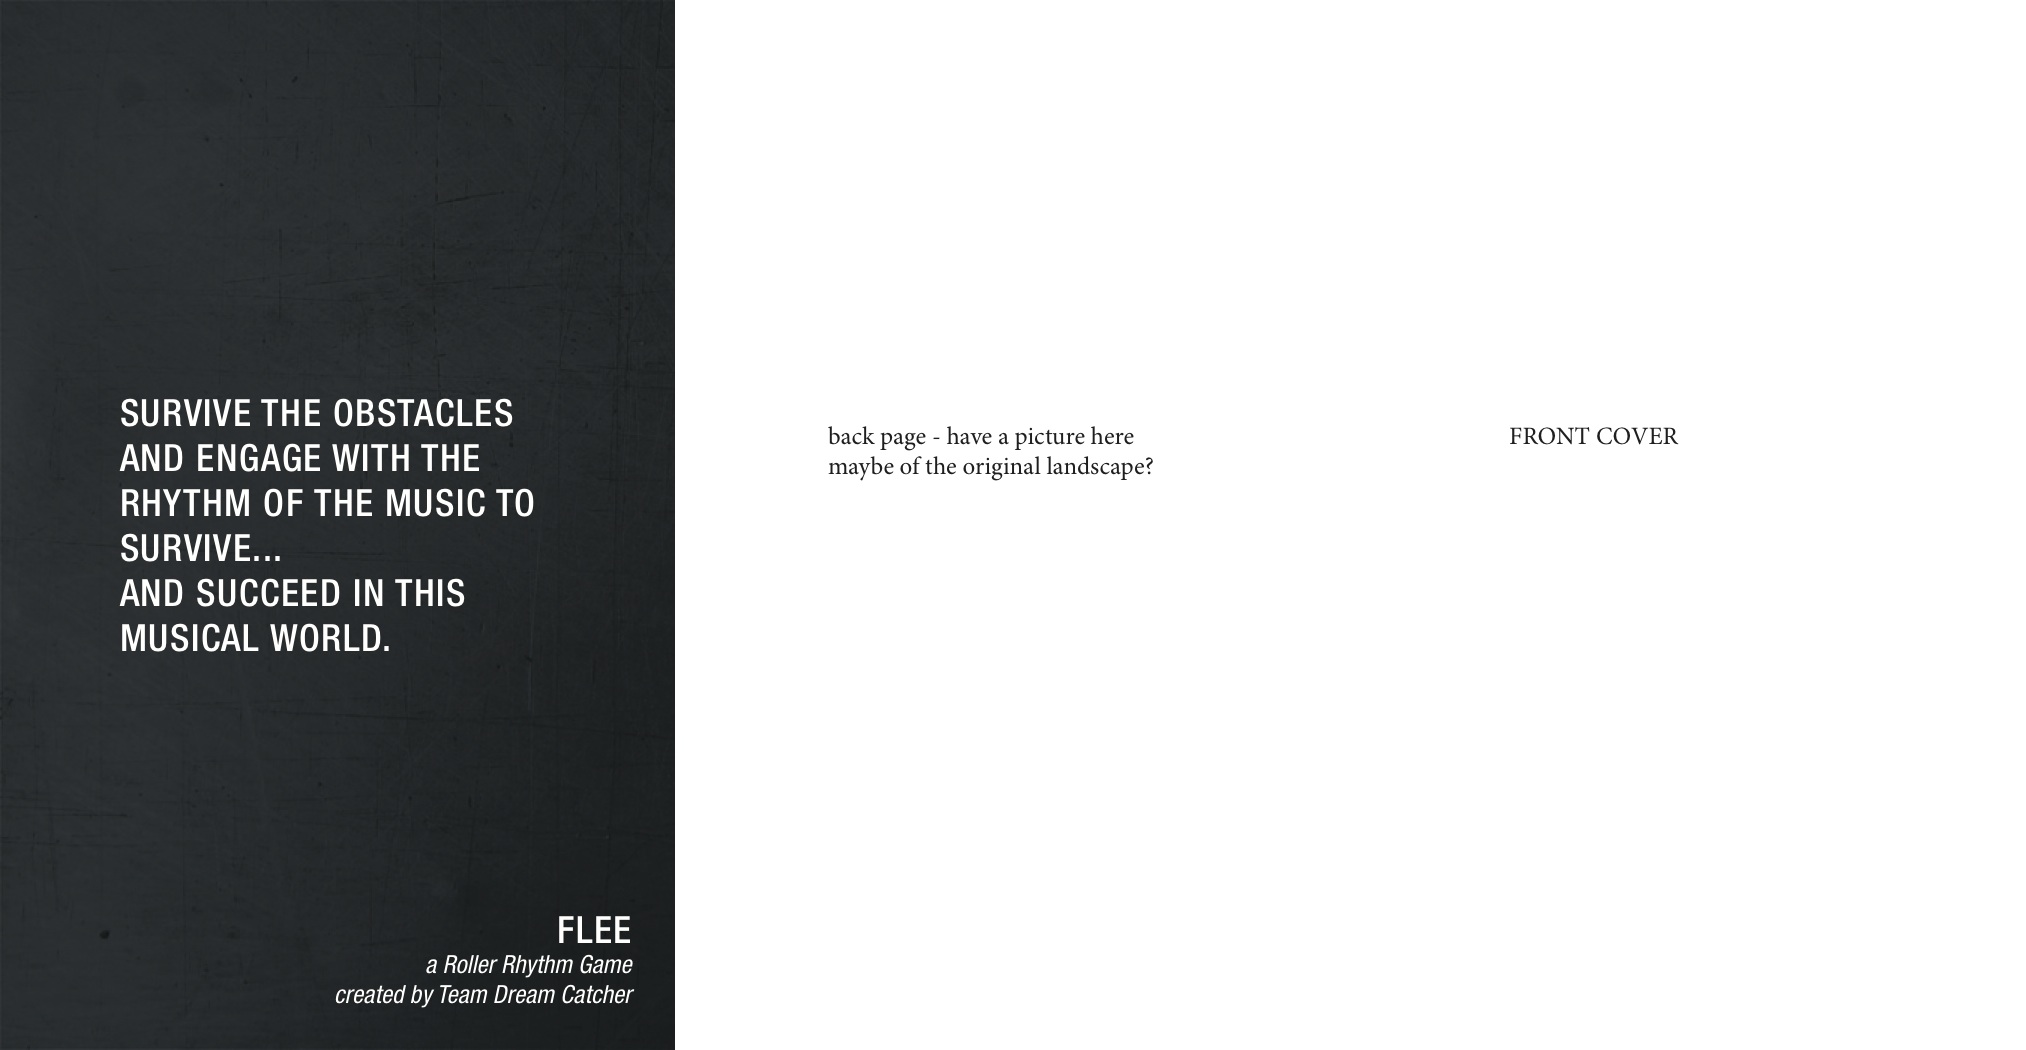 SURVIVE THE OBSTACLES
AND ENGAGE WITH THE
RHYTHM OF THE MUSIC TO
SURVIVE...
AND SUCCEED IN THIS
MUSICAL WORLD.
FLEE
a Roller Rhythm Game
created by Team Dream Catcher
back page - have a picture here
maybe of the original landscape?
FRONT COVER